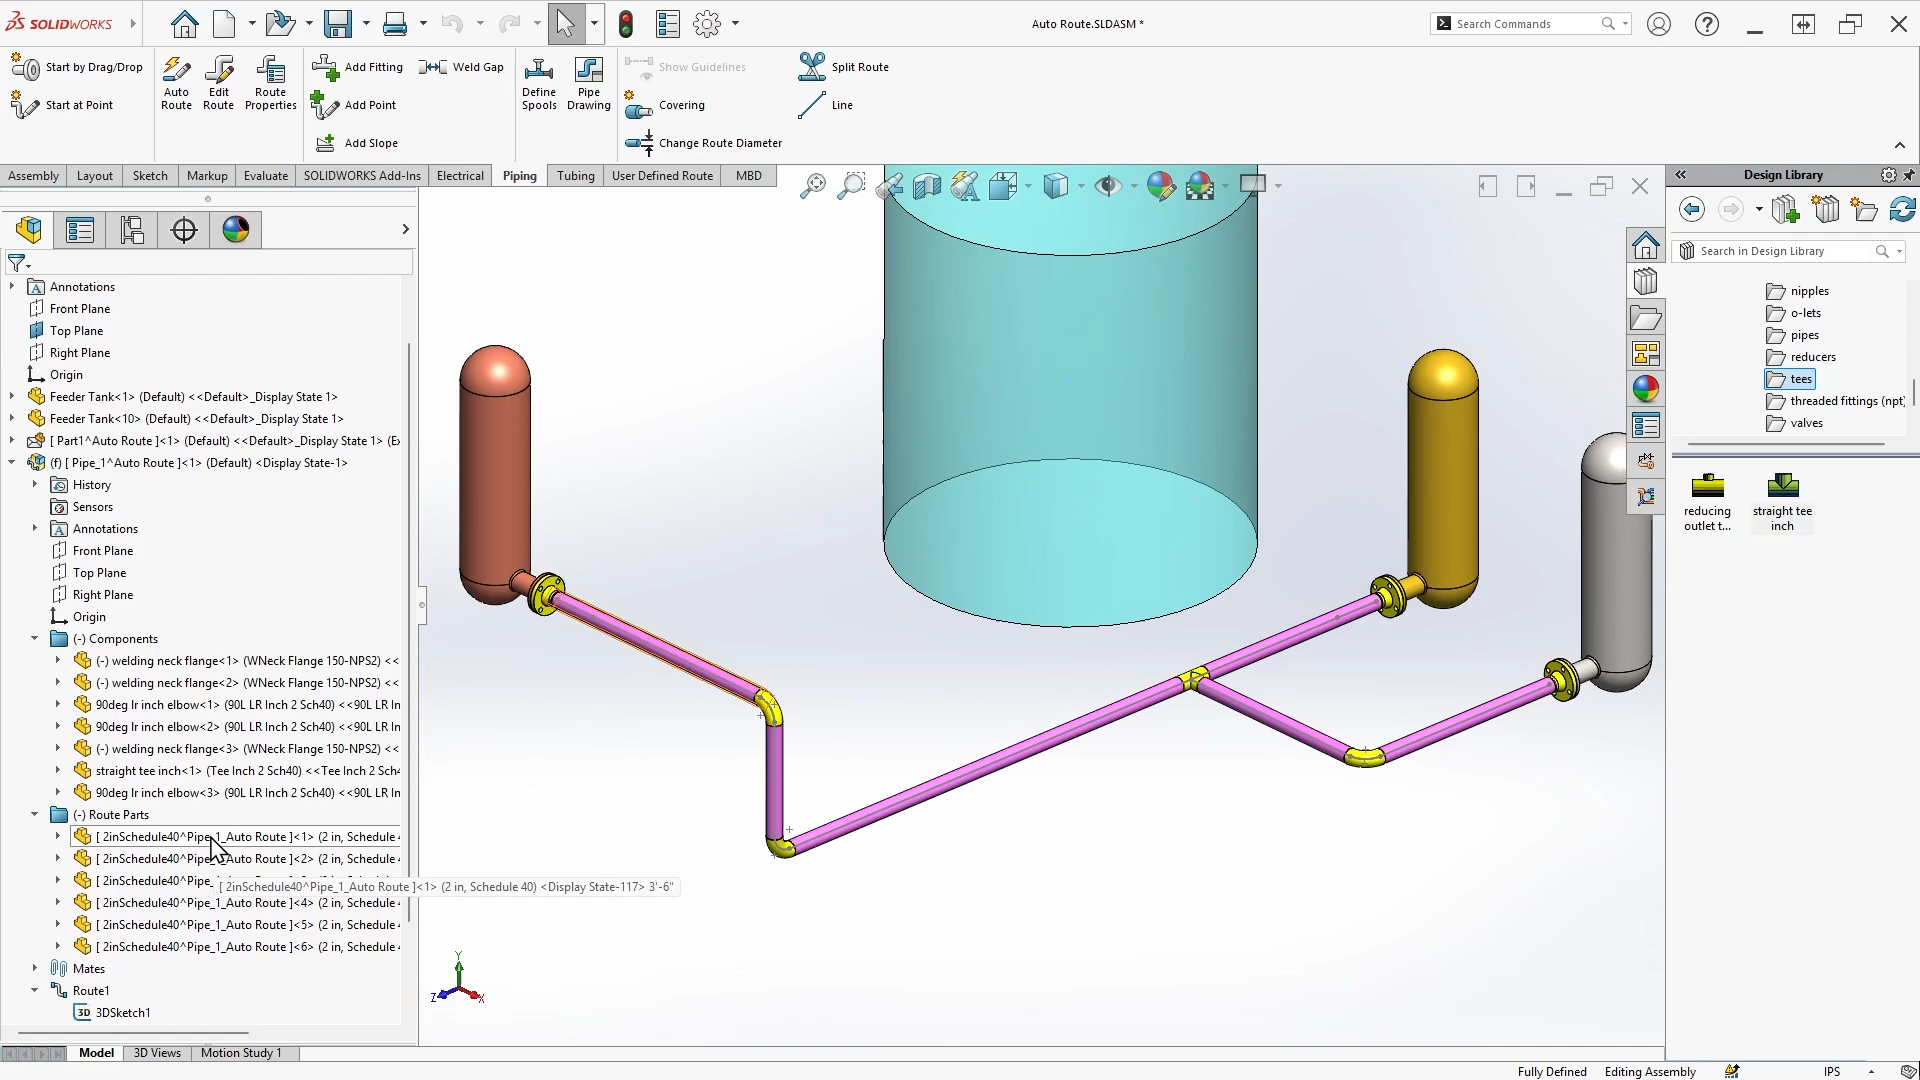 SOLIDWORKS
Auto Route.SLDASM *
Search Commands
Start by Drag/Drop
Start at Point
Auto
Route
Edit
Route
Route
Properties
Add Fitting
Weld Gap
Add Point
Add Slope
Define
Spools
Pipe
Drawing
Show Guidelines
Covering
Change Route Diameter
Split Route
Line
Assembly
Layout
Sketch
Markup
Evaluate
SOLIDWORKS Add-Ins
Electrical
Piping
Tubing
User Defined Route
MBD
Annotations
Front Plane
Top Plane
Right Plane
Origin
Feeder Tank<1> (Default) <<Default>_Display State 1>
Feeder Tank<10> (Default) <<Default>_Display State 1>
[ Part1^Auto Route ]<1> (Default) <<Default>_Display State 1> (Ex
(f) [ Pipe_1^Auto Route ]<1> (Default) <Display State-1>
History
Sensors
Annotations
Front Plane
Top Plane
Right Plane
Origin
(-) Components
(-) welding neck flange<1> (WNeck Flange 150-NPS2) <<
(-) welding neck flange<2> (WNeck Flange 150-NPS2) <<
90deg lr inch elbow<1> (90L LR Inch 2 Sch40) <<90L LR In
90deg lr inch elbow<2> (90L LR Inch 2 Sch40) <<90L LR In
(-) welding neck flange<3> (WNeck Flange 150-NPS2) <<
straight tee inch<1> (Tee Inch 2 Sch40) <<Tee Inch 2 Sch4
90deg lr inch elbow<3> (90L LR Inch 2 Sch40) <<90L LR In
(-) Route Parts
[ 2inSchedule40^Pipe_1_Auto Route ]<1> (2 in, Schedule 4
[ 2inSchedule40^Pipe_1_Auto Route ]<2> (2 in, Schedule 4
[ 2inSchedule40^Pipe_
[ 2inSchedule40^Pipe_1_Auto Route ]<1> (2 in, Schedule 40) <Display State-117> 3'-6"
[ 2inSchedule40^Pipe_1_Auto Route ]<4> (2 in, Schedule 4
[ 2inSchedule40^Pipe_1_Auto Route ]<5> (2 in, Schedule 4
[ 2inSchedule40^Pipe_1_Auto Route ]<6> (2 in, Schedule 4
Mates
Route1
3D 3DSketch1
Y
Z
X
Design Library
Search in Design Library
nipples
o-lets
pipes
reducers
tees
threaded fittings (npt)
valves
reducing
outlet t...
straight tee
inch
Model
3D Views
Motion Study 1
Fully Defined
Editing Assembly
IPS